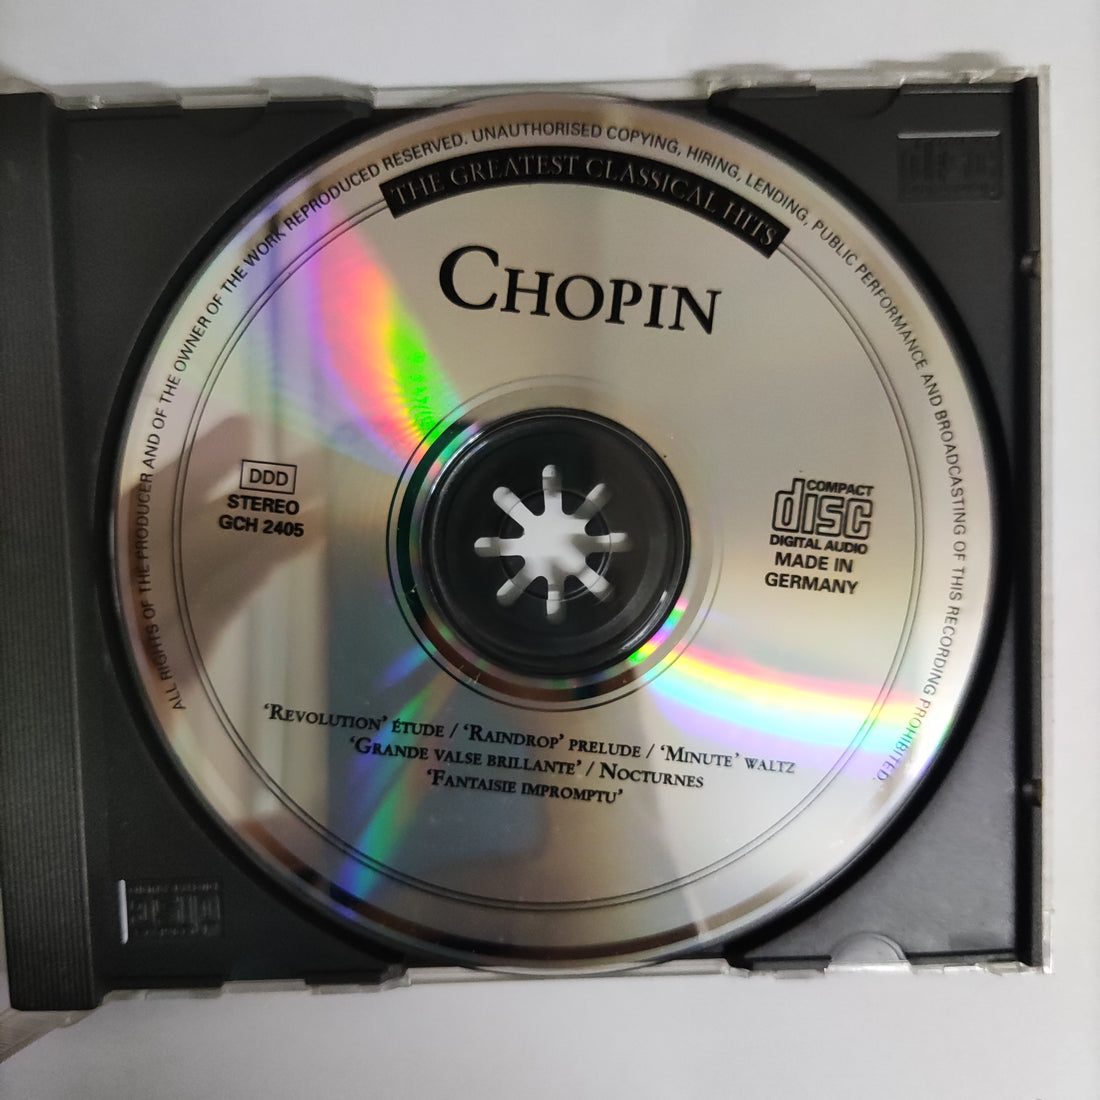 ALL RIGHTS OF THE PRODUCER AND OF THE OWNER OF THE WORK REPRODUCED RESERVED. UNAUTHORISED COPYING, HIRING, LENDING, PUBLIC PERFORMANCE AND BROADCASTING OF THIS RECORDING PROHIBITED.
THE GREATEST CLASSICAL HITS
CHOPIN
DDD
STEREO
GCH 2405
COMPACT
disc
DIGITAL AUDIO
MADE IN
GERMANY
‘REVOLUTION’ ÉTUDE / ‘RAINDROP’ PRELUDE / ‘MINUTE’ WALTZ
‘GRANDE VALSE BRILLANTE’ / NOCTURNES
‘FANTAISIE IMPROMPTU’